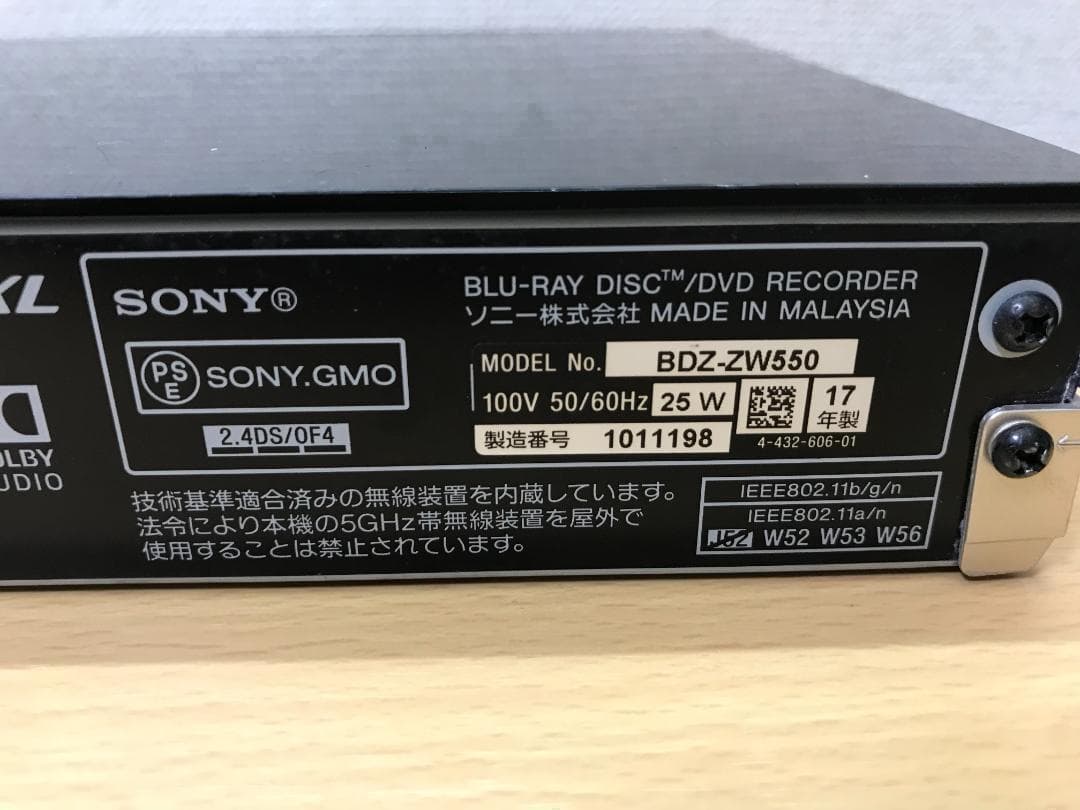 XL
SONY®
BLU-RAY DISC™/DVD RECORDER
ソニー株式会社 MADE IN MALAYSIA
PSE SONY.GMO
MODEL No. BDZ-ZW550
100V 50/60Hz 25 W
17年製
2.4DS/OF4
製造番号 1011198
4-432-606-01
技術基準適合済みの無線装置を内蔵しています。
法令により本機の5GHz帯無線装置を屋外で
使用することは禁止されています。
IEEE802.11b/g/n
IEEE802.11a/n
J52 W52 W53 W56